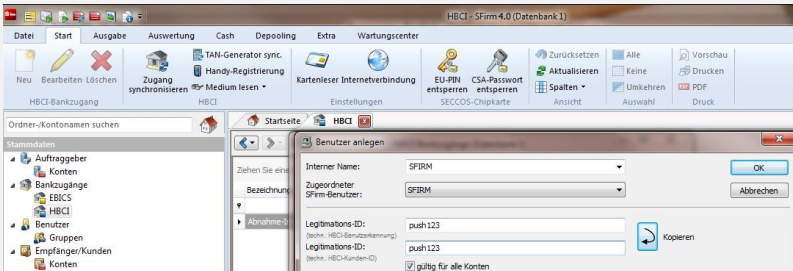 HBCI - SFirm 4.0 (Datenbank 1)
Datei Start Ausgabe Auswertung Cash Depooling Extra Wartungscenter
Neu Bearbeiten Löschen
HBCI-Bankzugang
Zugang synchronisieren
TAN-Generator sync.
Handy-Registrierung
Medium lesen
HBCI
Kartenleser Internetverbindung
Einstellungen
EU-PIN entsperren
CSA-Passwort entsperren
SECCOS-Chipkarte
Zurücksetzen
Aktualisieren
Spalten
Ansicht
Alle
Keine
Umkehren
Auswahl
Vorschau
Drucken
PDF
Druck
Ordner-/Kontonamen suchen
Stammdaten
Auftraggeber
Konten
Bankzugänge
EBICS
HBCI
Benutzer
Gruppen
Empfänger/Kunden
Konten
Startseite HBCI
Ziehen Sie eine
Bezeichnung
Benutzer anlegen
Interner Name: SFIRM
Zugeordneter
SFirm-Benutzer: SFIRM
OK
Abbrechen
Legitimations-ID: push123
(techn. HBCI-Benutzerkennung)
Legitimations-ID: push123
(techn. HBCI-Kunden-ID)
Kopieren
gültig für alle Konten